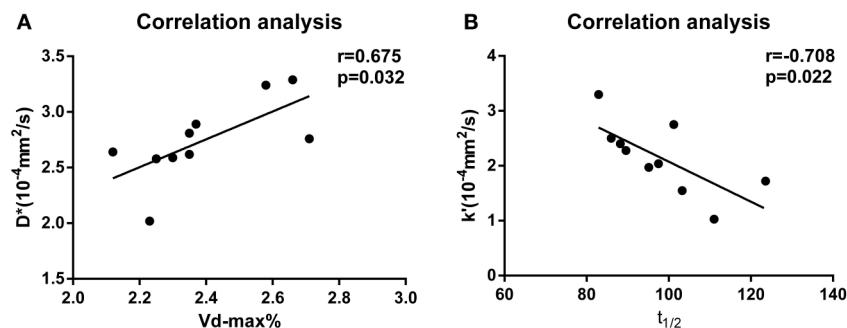 A
Correlation analysis
r=0.675
p=0.032
D*(10⁻⁴mm²/s)
3.5
3.0
2.5
2.0
1.5
2.0
2.2
2.4
2.6
2.8
3.0
Vd-max%
B
Correlation analysis
r=-0.708
p=0.022
k'(10⁻⁴mm²/s)
4
3
2
1
0
60
80
100
120
140
t₁/₂